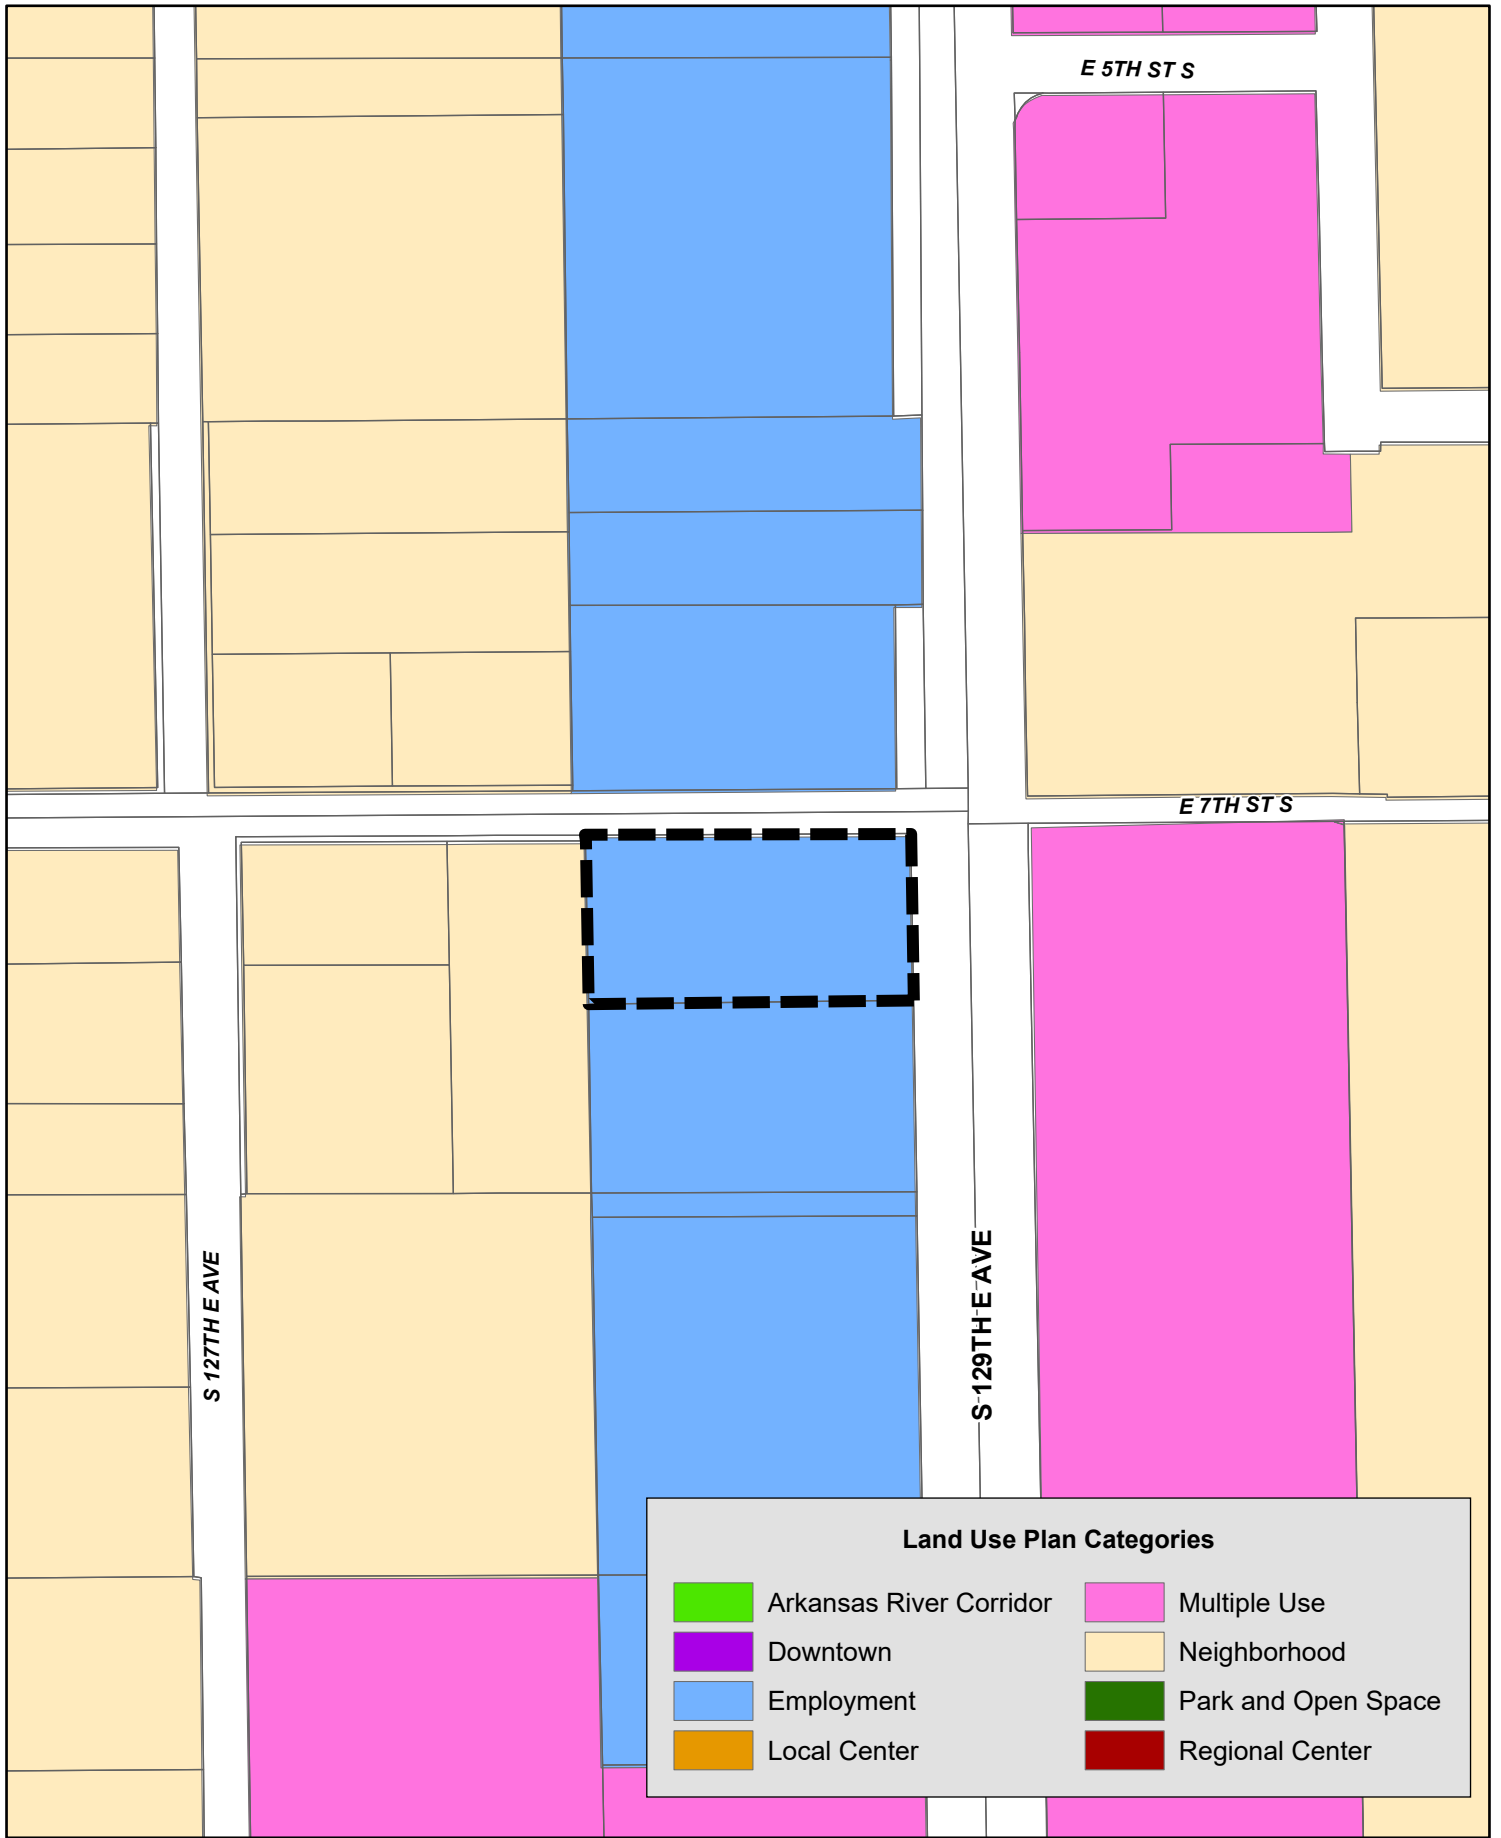 E 5TH ST S
E 7TH ST S
S 127TH E AVE
S 129TH E AVE
Land Use Plan Categories
Arkansas River Corridor
Downtown
Employment
Local Center
Multiple Use
Neighborhood
Park and Open Space
Regional Center